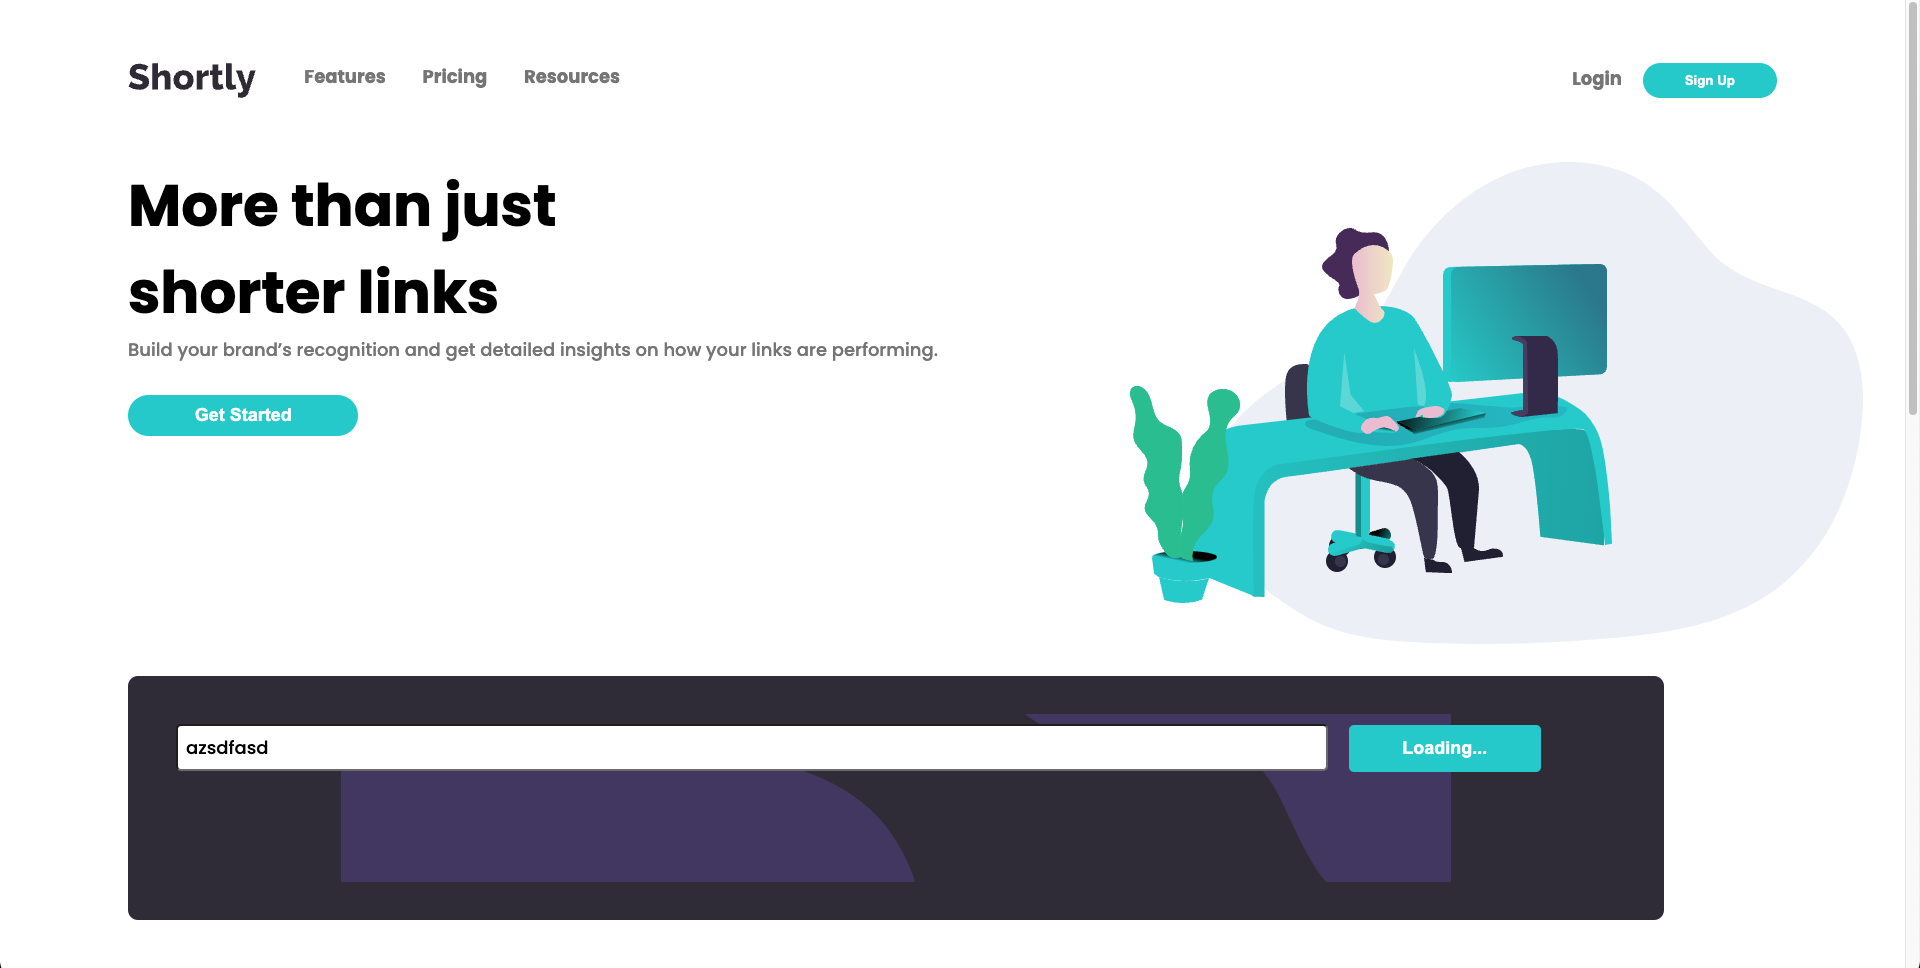 Shortly
Features
Pricing
Resources
Login
Sign Up
More than just
shorter links
Build your brand’s recognition and get detailed insights on how your links are performing.
Get Started
azsdfasd
Loading...